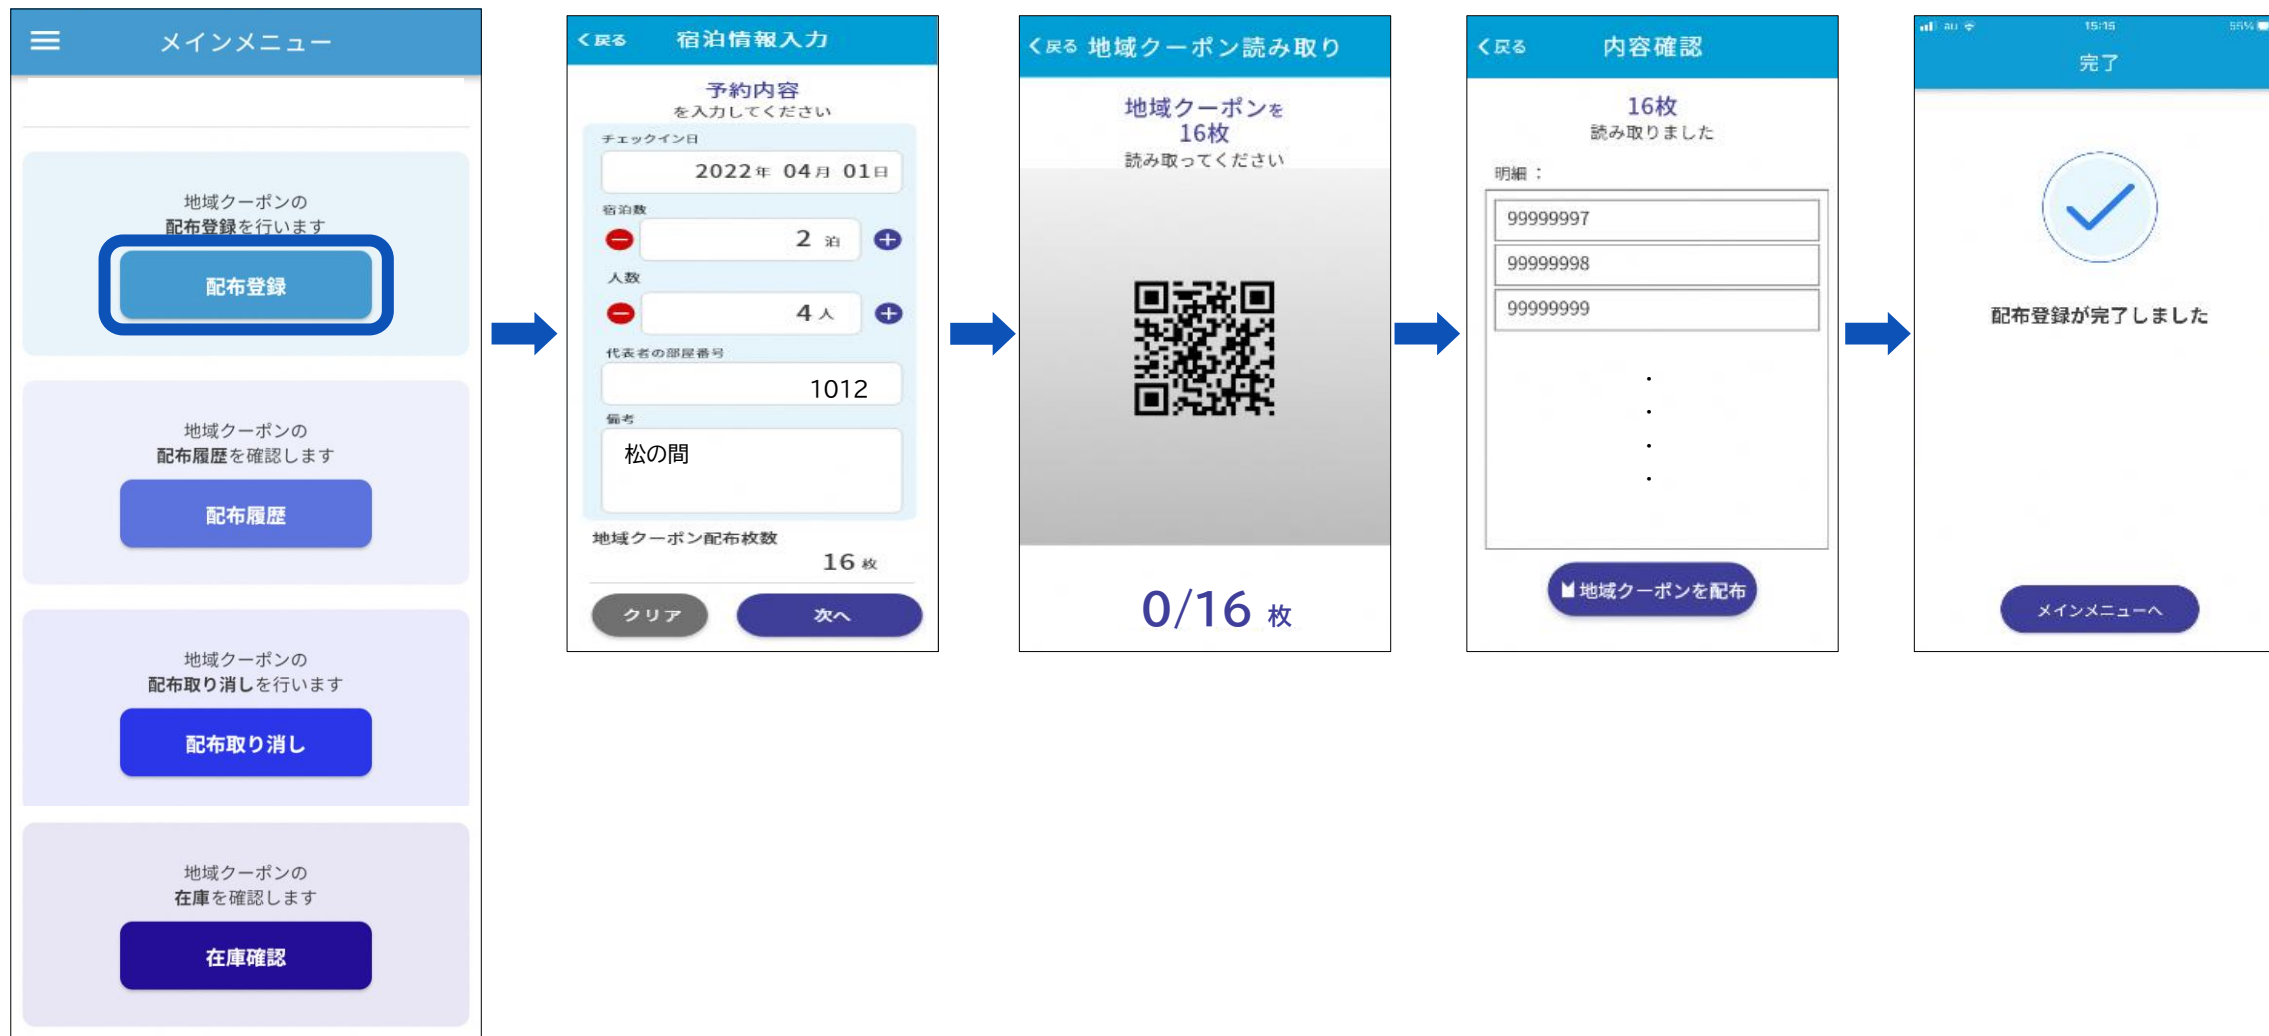 メインメニュー
地域クーポンの
配布登録を行います
配布登録
地域クーポンの
配布履歴を確認します
配布履歴
地域クーポンの
配布取り消しを行います
配布取り消し
地域クーポンの
在庫を確認します
在庫確認
戻る 宿泊情報入力
予約内容
を入力してください
チェックイン日
2022年 04月 01日
宿泊数
2 泊
人数
4 人
代表者の部屋番号
1012
備考
松の間
地域クーポン配布枚数
16 枚
クリア 次へ
戻る 地域クーポン読み取り
地域クーポンを
16枚
読み取ってください
0/16 枚
戻る 内容確認
16枚
読み取りました
明細：
99999997
99999998
99999999
・
・
・
・
地域クーポンを配布
au 15:15 55%
完了
配布登録が完了しました
メインメニューへ